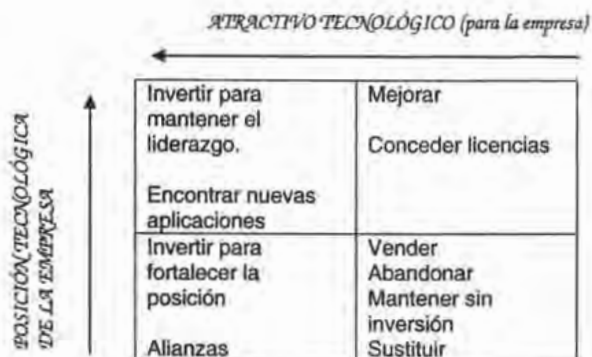 ATRACTIVO TECNOLÓGICO (para la empresa)
POSICIÓN TECNOLÓGICA
DE LA EMPRESA
Invertir para
mantener el
liderazgo.
Encontrar nuevas
aplicaciones
Mejorar
Conceder licencias
Invertir para
fortalecer la
posición
Alianzas
Vender
Abandonar
Mantener sin
inversión
Sustituir